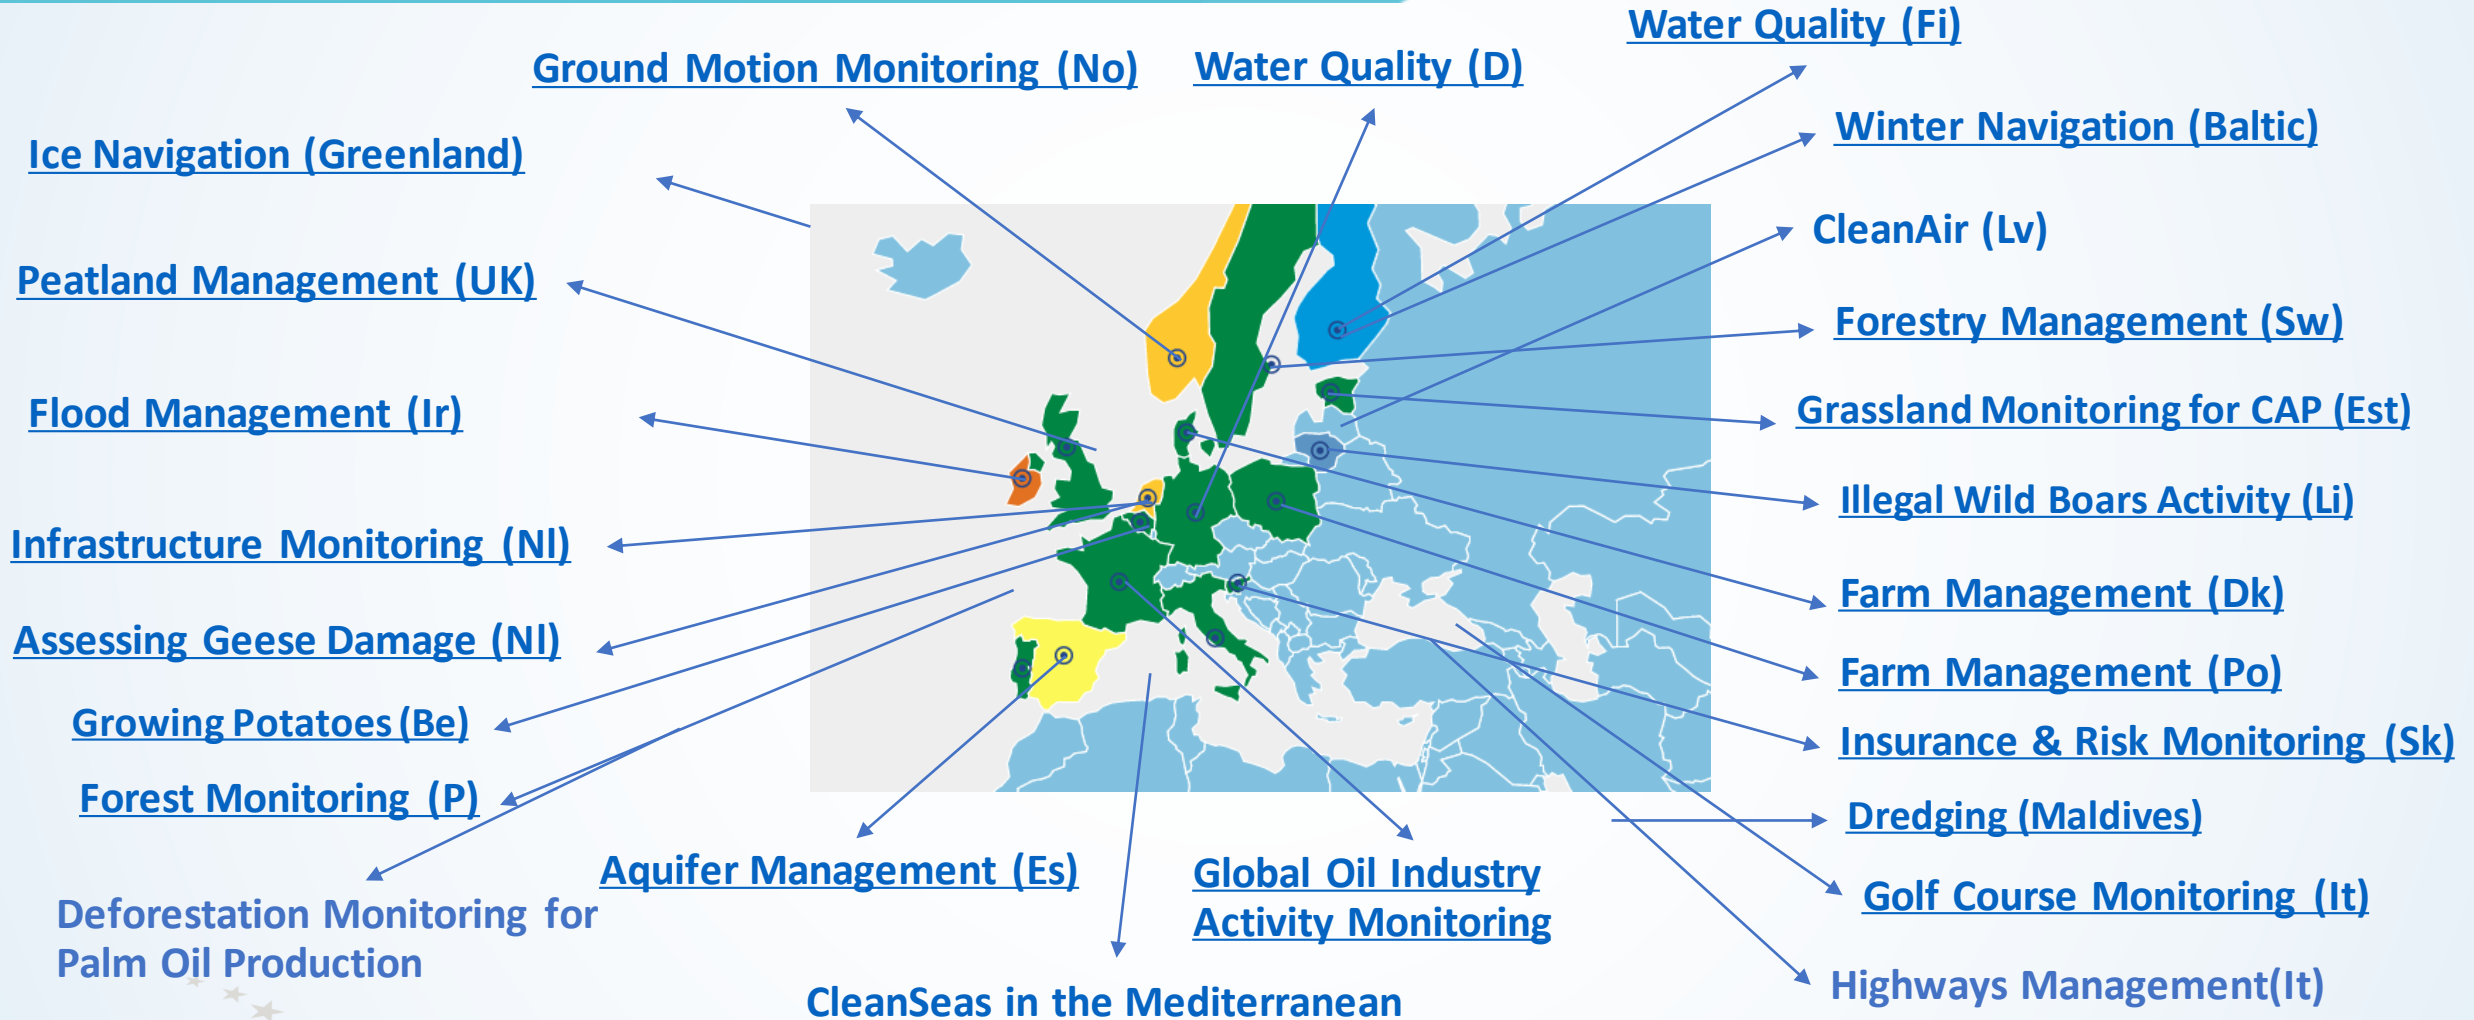 Water Quality (Fi)
Ground Motion Monitoring (No)
Water Quality (D)
Winter Navigation (Baltic)
Ice Navigation (Greenland)
CleanAir (Lv)
Peatland Management (UK)
Forestry Management (Sw)
Flood Management (Ir)
Grassland Monitoring for CAP (Est)
Illegal Wild Boars Activity (Li)
Infrastructure Monitoring (Nl)
Farm Management (Dk)
Assessing Geese Damage (Nl)
Farm Management (Po)
Growing Potatoes (Be)
Insurance & Risk Monitoring (Sk)
Forest Monitoring (P)
Dredging (Maldives)
Aquifer Management (Es)
Global Oil Industry
Activity Monitoring
Golf Course Monitoring (It)
Deforestation Monitoring for
Palm Oil Production
Highways Management(It)
CleanSeas in the Mediterranean